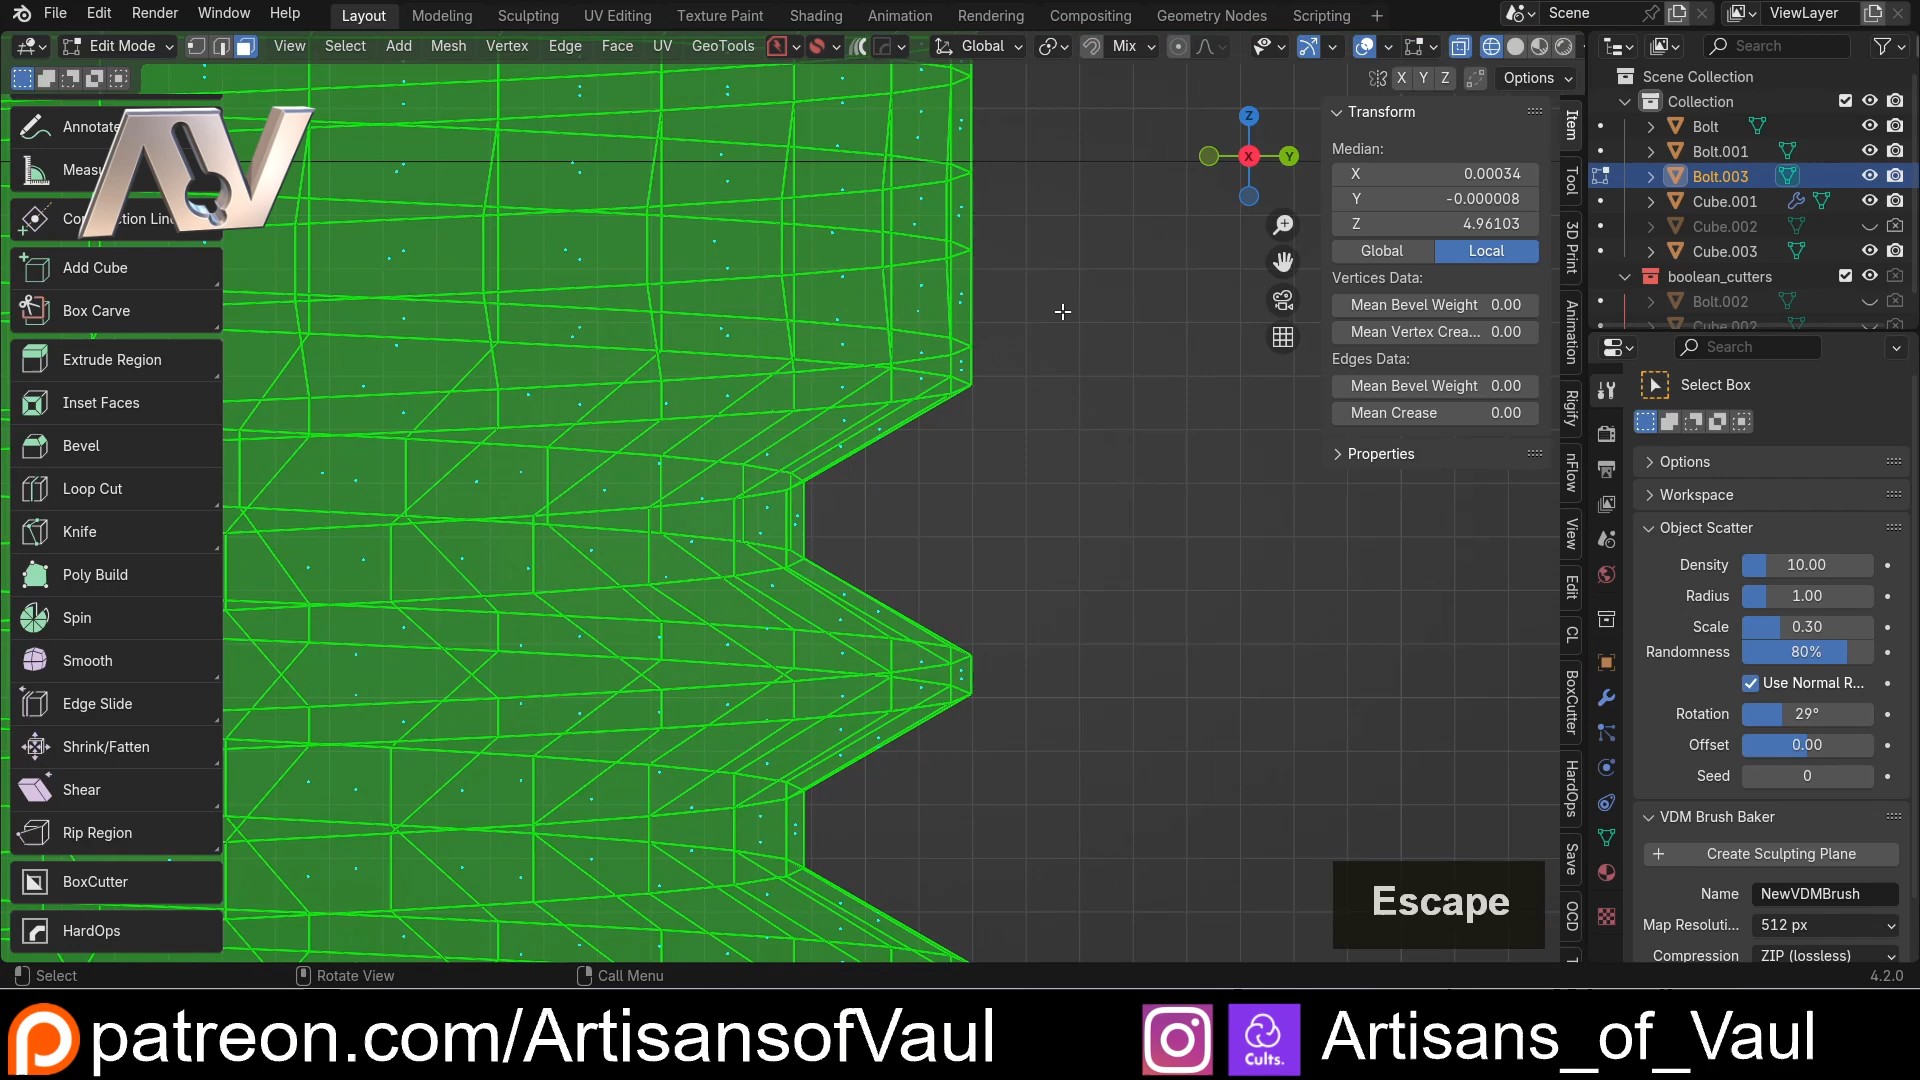 File Edit Render Window Help Layout Modeling Sculpting UV Editing Texture Paint Shading Animation Rendering Compositing Geometry Nodes Scripting + Scene ViewLayer
Edit Mode View Select Add Mesh Vertex Edge Face UV GeoTools Global Mix Search
X Y Z Options
Annotate
Meas
Add Cube
Box Carve
Extrude Region
Inset Faces
Bevel
Loop Cut
Knife
Poly Build
Spin
Smooth
Edge Slide
Shrink/Fatten
Shear
Rip Region
BoxCutter
HardOps
AV
Z
X
Y
Transform
Median:
X 0.00034
Y -0.000008
Z 4.96103
Global Local
Vertices Data:
Mean Bevel Weight 0.00
Mean Vertex Crea... 0.00
Edges Data:
Mean Bevel Weight 0.00
Mean Crease 0.00
Properties
Item
Tool
3D Print
Animation
Rigify
nFlow
View
Edit
CL
BoxCutter
HardOps
Save
OCD
Scene Collection
Collection
Bolt
Bolt.001
Bolt.003
Cube.001
Cube.002
Cube.003
boolean_cutters
Bolt.002
Cube.002
Search
Select Box
Options
Workspace
Object Scatter
Density 10.00
Radius 1.00
Scale 0.30
Randomness 80%
Use Normal R...
Rotation 29°
Offset 0.00
Seed 0
VDM Brush Baker
Create Sculpting Plane
Name NewVDMBrush
Map Resoluti... 512 px
Compression ZIP (lossless)
Escape
Select Rotate View Call Menu 4.2.0
patreon.com/ArtisansofVaul Cults. Artisans_of_Vaul